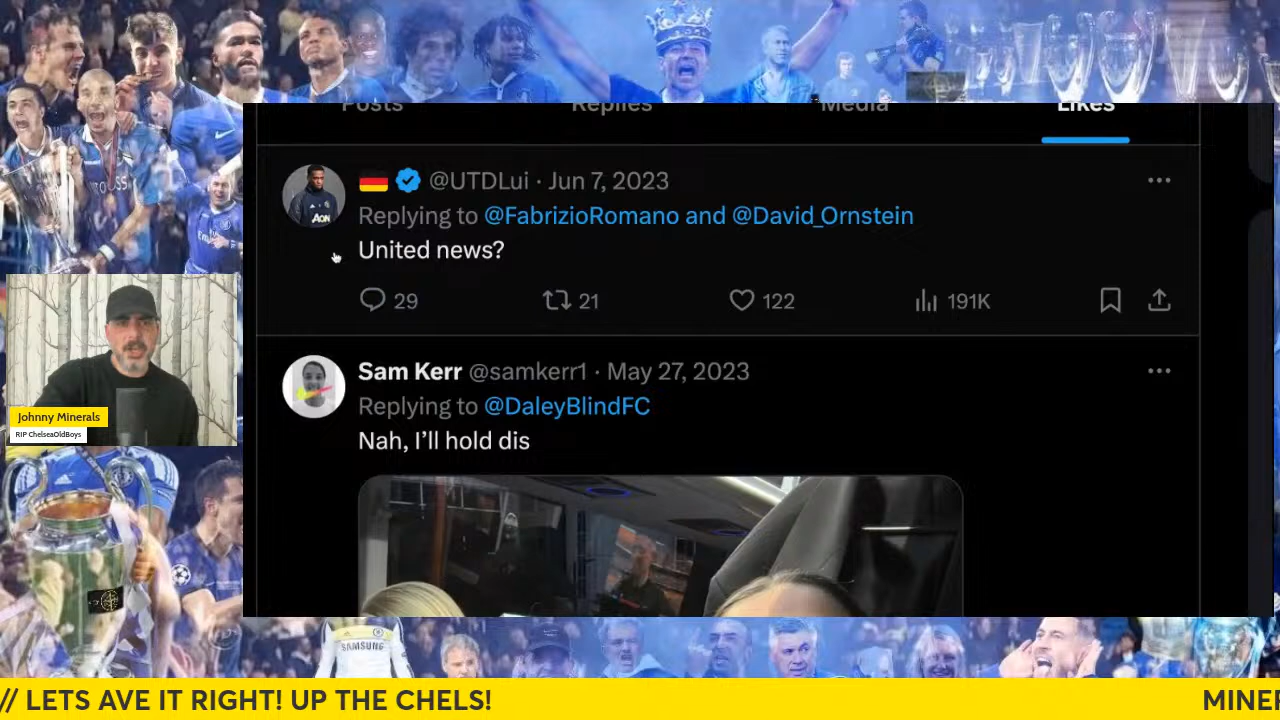 Posts Replies Media Likes
@UTDLui · Jun 7, 2023
Replying to @FabrizioRomano and @David_Ornstein
United news?
29 21 122 191K
AON
Sam Kerr @samkerr1 · May 27, 2023
Replying to @DaleyBlindFC
Nah, I’ll hold dis
Johnny Minerals
RIP ChelseaOldBoys
SAMSUNG
// LETS AVE IT RIGHT! UP THE CHELS!